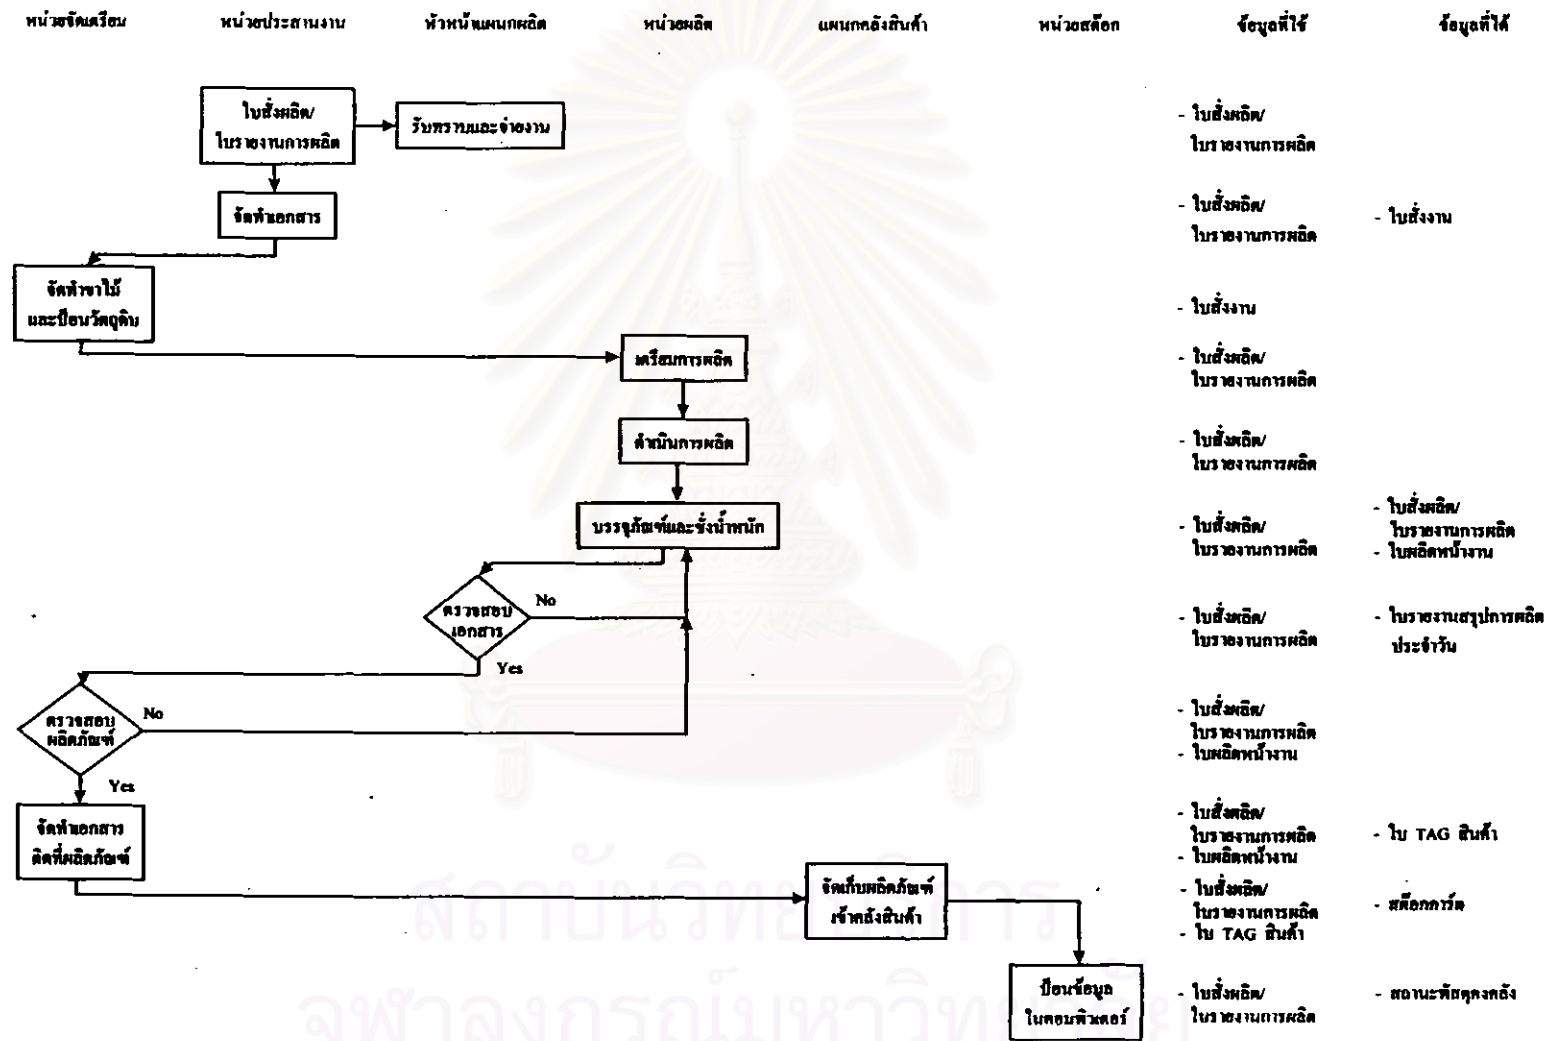 หน่วยจัดเตรียม หน่วยประสานงาน หัวหน้าแผนกผลิต หน่วยผลิต แผนกคลังสินค้า หน่วยสต๊อก ข้อมูลที่ใช้ ข้อมูลที่ได้
ใบสั่งผลิต/
ใบรายงานการผลิต
รับทราบและจ่ายงาน
- ใบสั่งผลิต/
ใบรายงานการผลิต
จัดทำเอกสาร
- ใบสั่งผลิต/
ใบรายงานการผลิต
- ใบสั่งงาน
จัดทำขาไม้
และป้อนวัตถุดิบ
- ใบสั่งงาน
เตรียมการผลิต
- ใบสั่งผลิต/
ใบรายงานการผลิต
ดำเนินการผลิต
- ใบสั่งผลิต/
ใบรายงานการผลิต
บรรจุภัณฑ์และชั่งน้ำหนัก
- ใบสั่งผลิต/
ใบรายงานการผลิต
- ใบสั่งผลิต/
ใบรายงานการผลิต
- ใบผลิตหน้างาน
ตรวจสอบ
เอกสาร
No
Yes
- ใบสั่งผลิต/
ใบรายงานการผลิต
- ใบรายงานสรุปการผลิต
ประจำวัน
ตรวจสอบ
ผลิตภัณฑ์
No
Yes
- ใบสั่งผลิต/
ใบรายงานการผลิต
- ใบผลิตหน้างาน
จัดทำเอกสาร
ติดที่ผลิตภัณฑ์
- ใบสั่งผลิต/
ใบรายงานการผลิต
- ใบผลิตหน้างาน
- ใบ TAG สินค้า
จัดเก็บผลิตภัณฑ์
เข้าคลังสินค้า
- ใบสั่งผลิต/
ใบรายงานการผลิต
- ใบ TAG สินค้า
- สต๊อกการ์ด
ป้อนข้อมูล
ในคอมพิวเตอร์
- ใบสั่งผลิต/
ใบรายงานการผลิต
- สถานะพัสดุคงคลัง
สถาบันวิทยบริการ
จุฬาลงกรณ์มหาวิทยาลัย